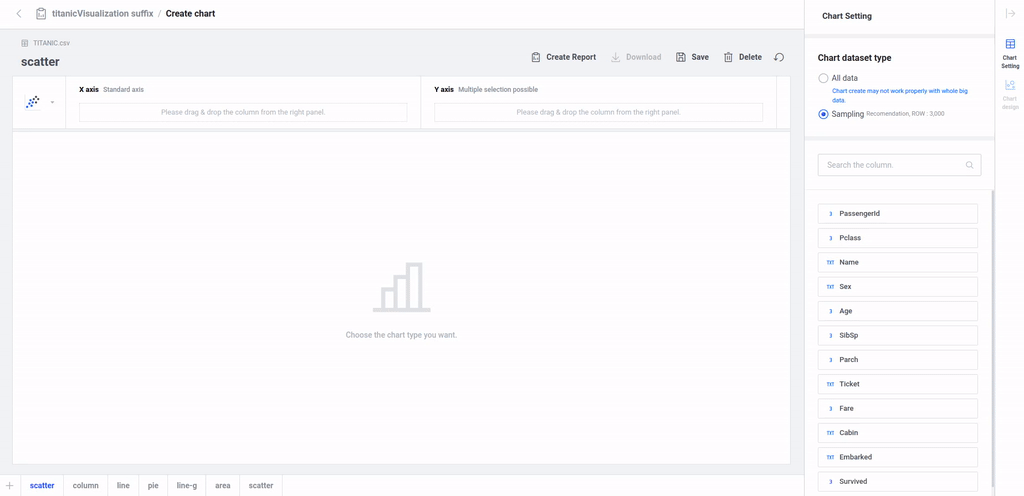 titanicVisualization suffix / Create chart
TITANIC.csv
scatter
Create Report
Download
Save
Delete
X axis Standard axis
Please drag & drop the column from the right panel.
Y axis Multiple selection possible
Please drag & drop the column from the right panel.
Choose the chart type you want.
scatter column line pie line-g area scatter
Chart Setting
Chart dataset type
All data
Chart create may not work properly with whole big
data.
Sampling Recomendation, ROW : 3,000
Search the column.
3 PassengerId
3 Pclass
TXT Name
TXT Sex
3 Age
3 SibSp
3 Parch
TXT Ticket
3 Fare
TXT Cabin
TXT Embarked
3 Survived
Chart
Setting
Chart
design